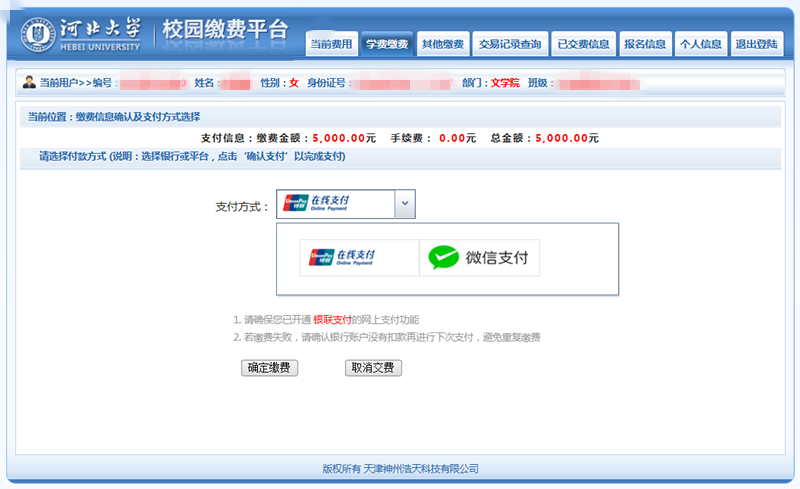 河北大学 校园缴费平台
HEBEI UNIVERSITY
当前费用 学费缴费 其他缴费 交易记录查询 已交费信息 报名信息 个人信息 退出登陆
当前用户>>编号： 姓名： 性别：女 身份证号： 部门：文学院 班级：
当前位置：缴费信息确认及支付方式选择
支付信息：缴费金额：5,000.00元 手续费： 0.00元 总金额：5,000.00元
请选择付款方式 (说明：选择银行或平台，点击‘确认支付’以完成支付)
支付方式： UnionPay 银联 在线支付 Online Payment
UnionPay 银联 在线支付 Online Payment 微信支付
1. 请确保您已开通 银联支付的网上支付功能
2. 若缴费失败，请确认银行账户没有扣款再进行下次支付，避免重复缴费
确定缴费 取消交费
版权所有 天津神州浩天科技有限公司